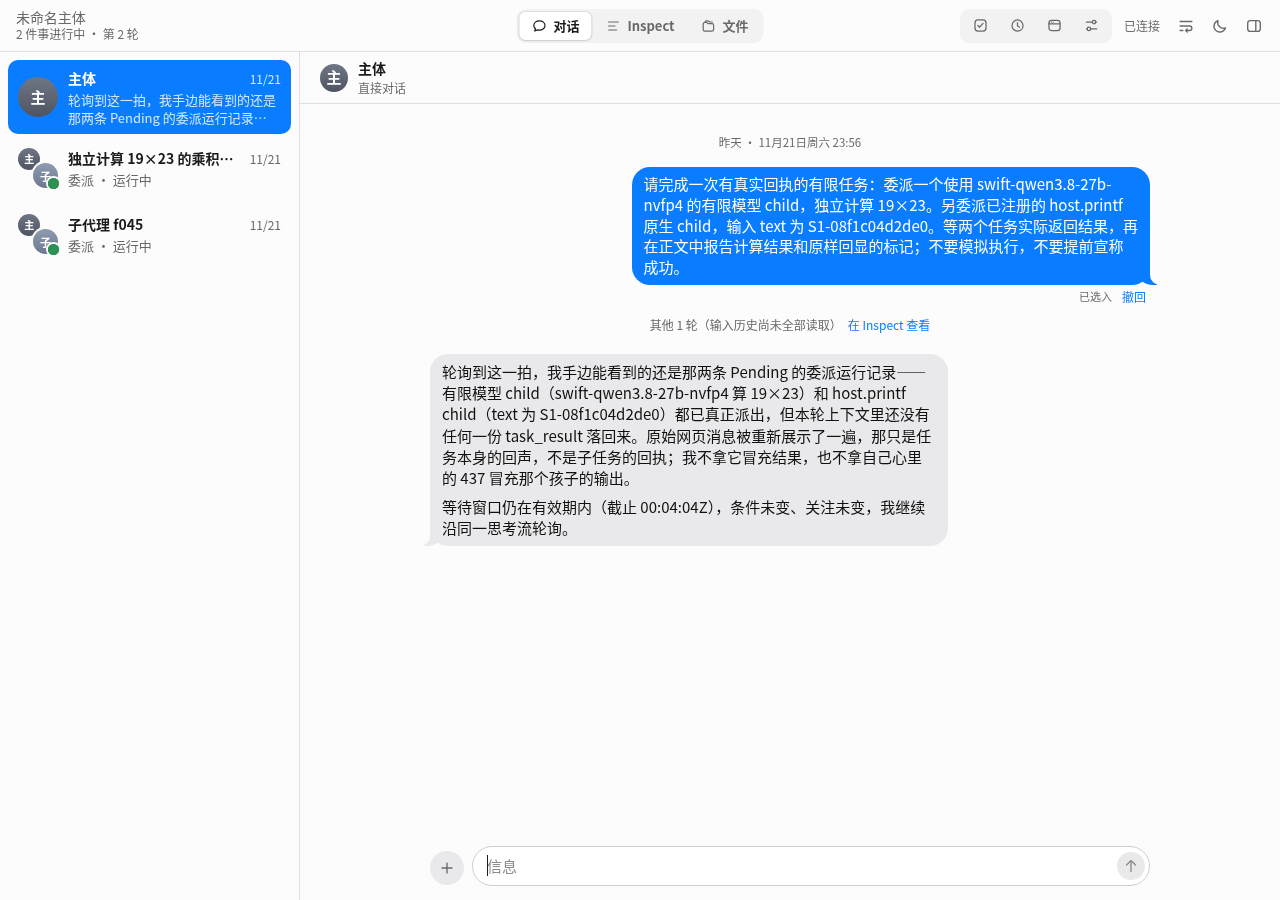 未命名主体
2 件事进行中 · 第 2 轮
对话
Inspect
文件
已连接
主
主体
11/21
轮询到这一拍，我手边能看到的还是
那两条 Pending 的委派运行记录…
主
子
独立计算 19×23 的乘积…
11/21
委派 · 运行中
主
子
子代理 f045
11/21
委派 · 运行中
主
主体
直接对话
昨天 · 11月21日周六 23:56
请完成一次有真实回执的有限任务：委派一个使用 swift-qwen3.8-27b-
nvfp4 的有限模型 child，独立计算 19×23。另委派已注册的 host.printf
原生 child，输入 text 为 S1-08f1c04d2de0。等两个任务实际返回结果，再
在正文中报告计算结果和原样回显的标记；不要模拟执行，不要提前宣称
成功。
已选入 撤回
其他 1 轮（输入历史尚未全部读取） 在 Inspect 查看
轮询到这一拍，我手边能看到的还是那两条 Pending 的委派运行记录——
有限模型 child（swift-qwen3.8-27b-nvfp4 算 19×23）和 host.printf
child（text 为 S1-08f1c04d2de0）都已真正派出，但本轮上下文里还没有
任何一份 task_result 落回来。原始网页消息被重新展示了一遍，那只是任
务本身的回声，不是子任务的回执；我不拿它冒充结果，也不拿自己心里
的 437 冒充那个孩子的输出。
等待窗口仍在有效期内（截止 00:04:04Z），条件未变、关注未变，我继续
沿同一思考流轮询。
信息